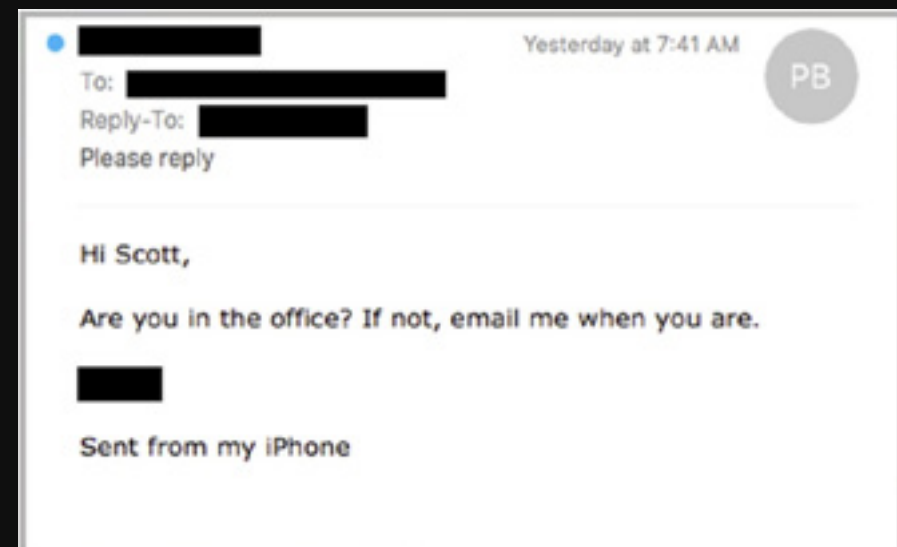 Yesterday at 7:41 AM
PB
To:
Reply-To:
Please reply
Hi Scott,
Are you in the office? If not, email me when you are.
Sent from my iPhone